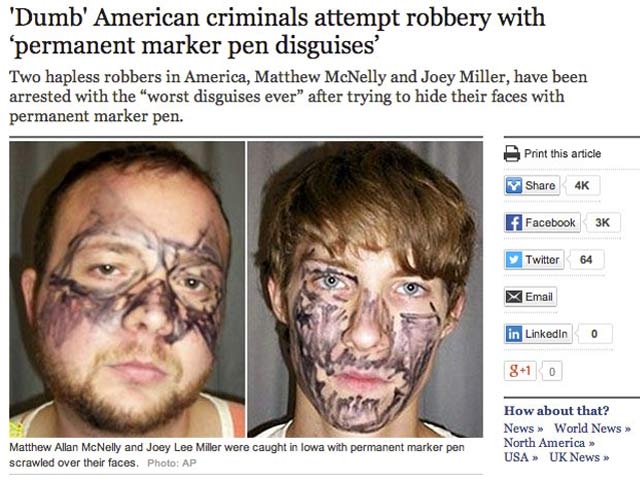 'Dumb' American criminals attempt robbery with
‘permanent marker pen disguises’
Two hapless robbers in America, Matthew McNelly and Joey Miller, have been
arrested with the “worst disguises ever” after trying to hide their faces with
permanent marker pen.
Print this article
Share 4K
Facebook 3K
Twitter 64
Email
in LinkedIn 0
g+1 0
How about that?
News » World News »
North America »
USA » UK News »
Matthew Allan McNelly and Joey Lee Miller were caught in Iowa with permanent marker pen
scrawled over their faces. Photo: AP